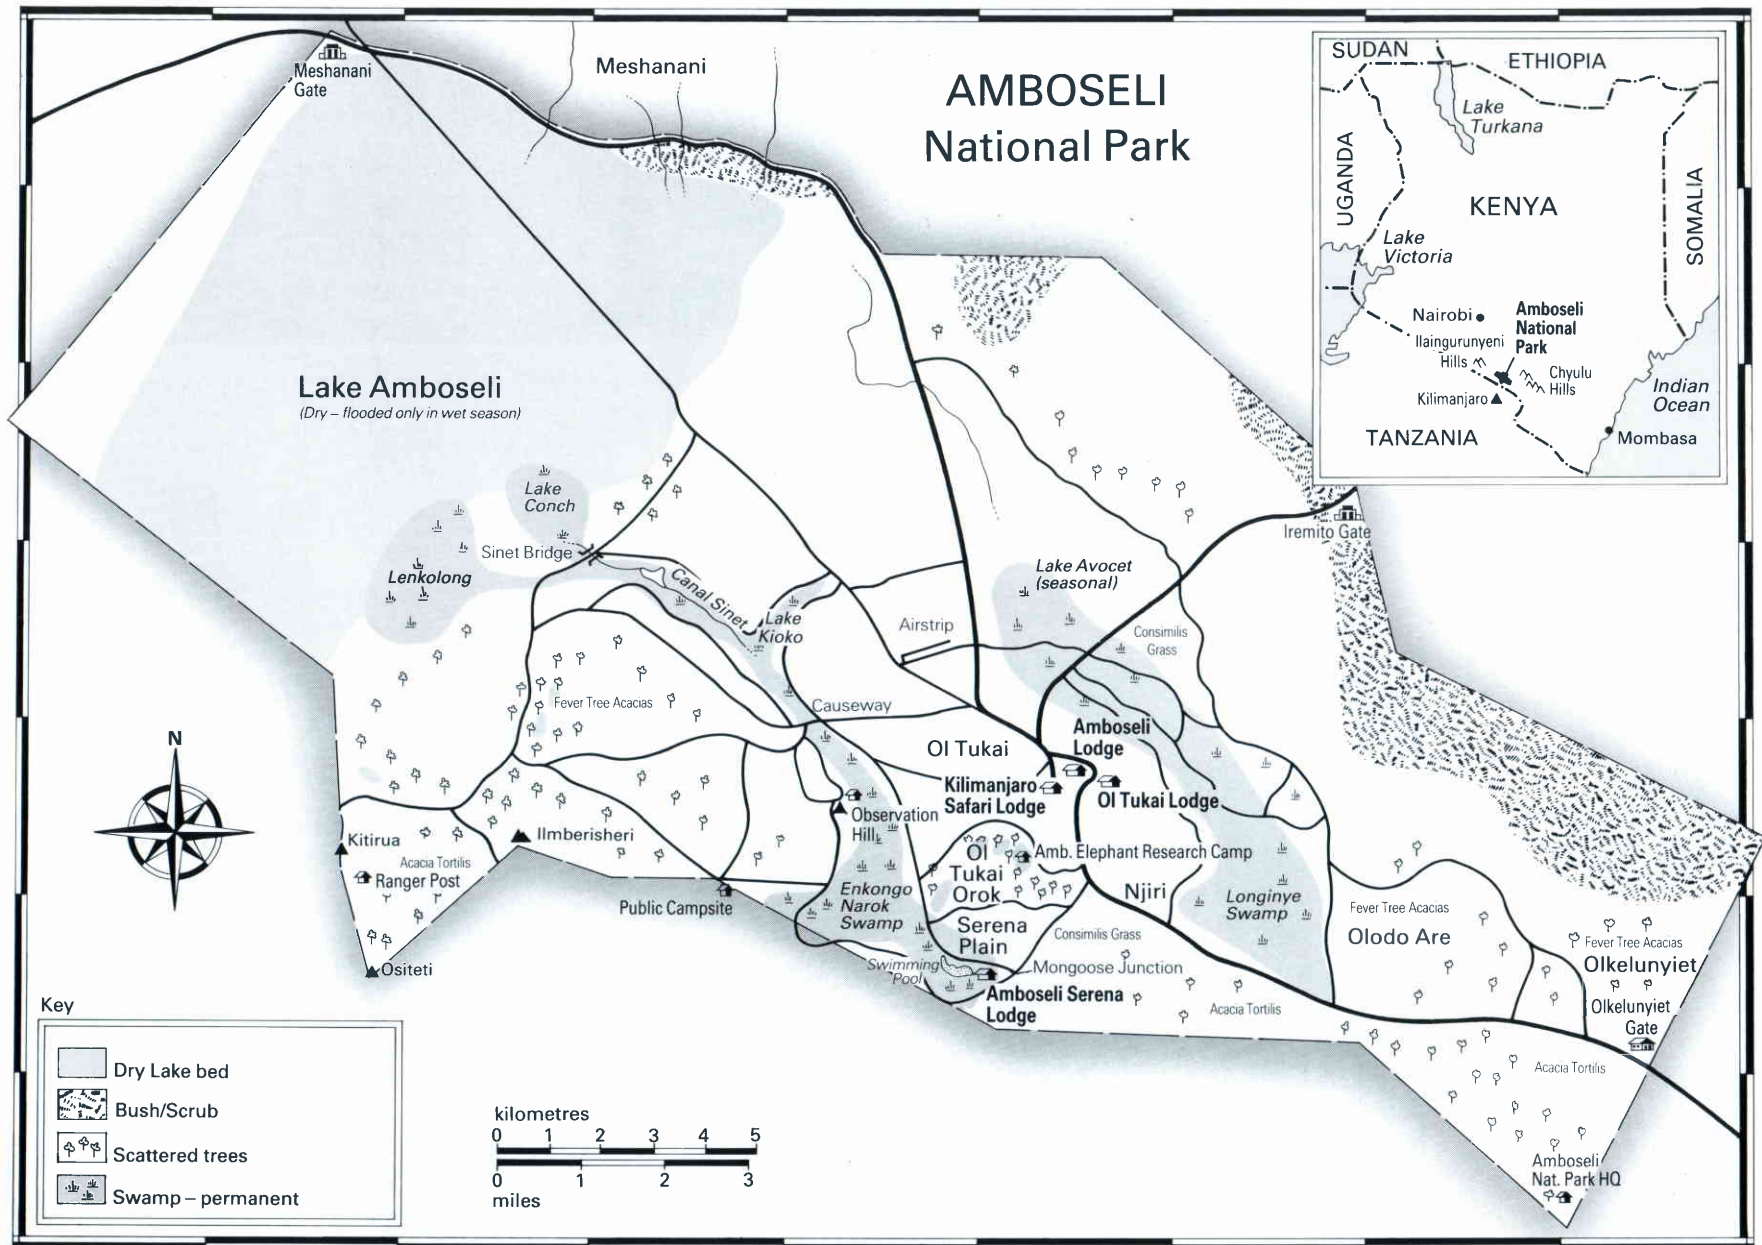 AMBOSELI
National Park
Meshanani
Gate
Meshanani
Lake Amboseli
(Dry – flooded only in wet season)
Lake
Conch
Sinet Bridge
Lenkolong
Canal Sinet
Lake
Kioko
Airstrip
Lake Avocet
(seasonal)
Consimilis
Grass
Iremito Gate
Fever Tree Acacias
Causeway
Ol Tukai
Amboseli
Lodge
Kilimanjaro
Safari Lodge
Ol Tukai Lodge
Observation
Hill
Kitirua
Ilmberisheri
Acacia Tortilis
Ranger Post
Ositeti
Public Campsite
Enkongo
Narok
Swamp
Ol
Tukai
Orok
Amb. Elephant Research Camp
Njiri
Longinye
Swamp
Serena
Plain
Consimilis Grass
Swimming
Pool
Mongoose Junction
Amboseli Serena
Lodge
Acacia Tortilis
Fever Tree Acacias
Olodo Are
Fever Tree Acacias
Olkelunyiet
Olkelunyiet
Gate
Acacia Tortilis
Amboseli
Nat. Park HQ
SUDAN
ETHIOPIA
Lake
Turkana
UGANDA
KENYA
SOMALIA
Lake
Victoria
Nairobi
Amboseli
National
Park
Ilaingurunyeni
Hills
Chyulu
Hills
Kilimanjaro
Indian
Ocean
TANZANIA
Mombasa
N
Key
Dry Lake bed
Bush/Scrub
Scattered trees
Swamp – permanent
kilometres
0 1 2 3 4 5
0 1 2 3
miles